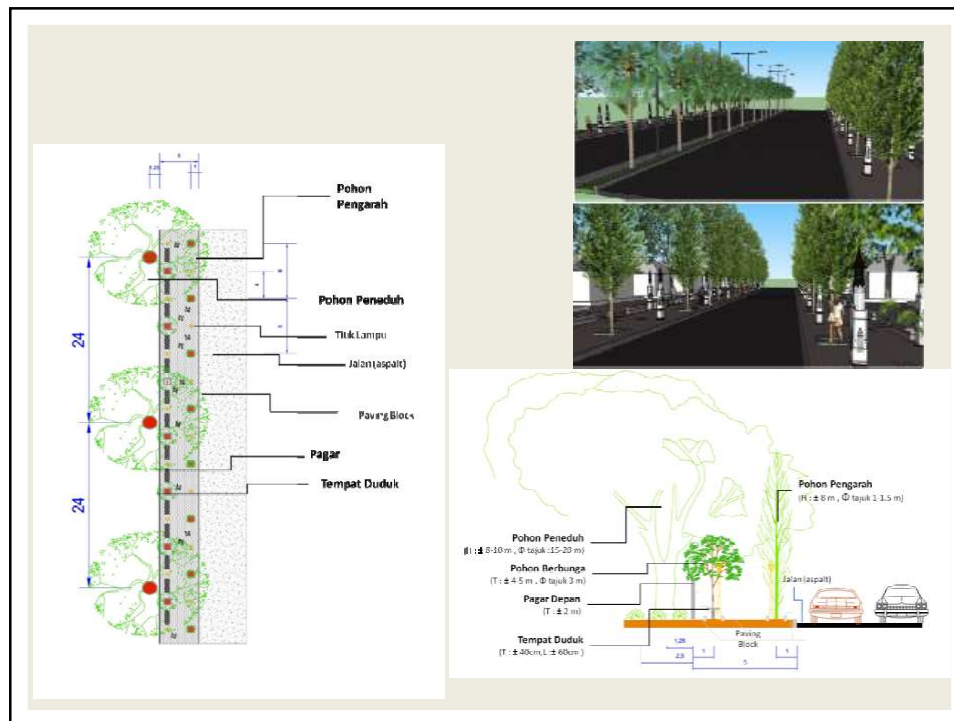 Pohon
Pengarah
Pohon Peneduh
Titik Lampu
Jalan (aspalt)
Paving Block
Pagar
Tempat Duduk
24
24
Pohon Pengarah
(H : ± 8 m , Φ tajuk 1-1.5 m)
Pohon Peneduh
8-10 m , Φ tajuk :15-20 m)
Pohon Berbunga
(T : ± 4-5 m , Φ tajuk 3 m)
Pagar Depan
(T : ± 2 m)
Tempat Duduk
(T : ± 40cm,L :± 60cm )
Jalan (aspalt)
Paving
Block
1.25
2.5
1
5
1